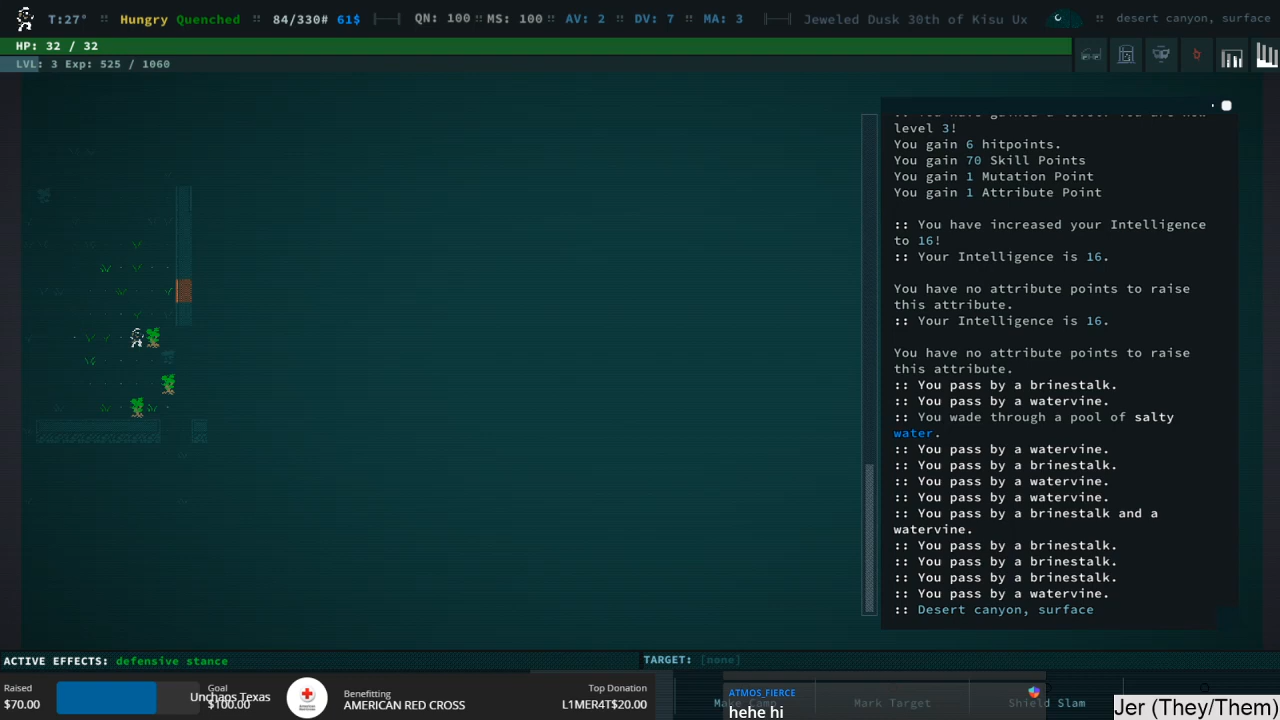 T:27° :: Hungry Quenched :: 84/330# 61$ QN: 100 :: MS: 100 :: AV: 2 :: DV: 7 :: MA: 3 Jeweled Dusk 30th of Kisu Ux :: desert canyon, surface
HP: 32 / 32
LVL: 3 Exp: 525 / 1060
level 3!
You gain 6 hitpoints.
You gain 70 Skill Points
You gain 1 Mutation Point
You gain 1 Attribute Point
:: You have increased your Intelligence
to 16!
:: Your Intelligence is 16.
You have no attribute points to raise
this attribute.
:: Your Intelligence is 16.
You have no attribute points to raise
this attribute.
:: You pass by a brinestalk.
:: You pass by a watervine.
:: You wade through a pool of salty
water.
:: You pass by a watervine.
:: You pass by a brinestalk.
:: You pass by a watervine.
:: You pass by a watervine.
:: You pass by a brinestalk and a
watervine.
:: You pass by a brinestalk.
:: You pass by a brinestalk.
:: You pass by a brinestalk.
:: You pass by a watervine.
:: Desert canyon, surface
ACTIVE EFFECTS: defensive stance
TARGET: [none]
Raised
$70.00
Goal
$100.00
Unchaos Texas
Benefitting
AMERICAN RED CROSS
Top Donation
L1MER4T$20.00
ATMOS_FIERCE
hehe hi
Make Camp
Mark Target
Shield Slam
Jer (They/Them)